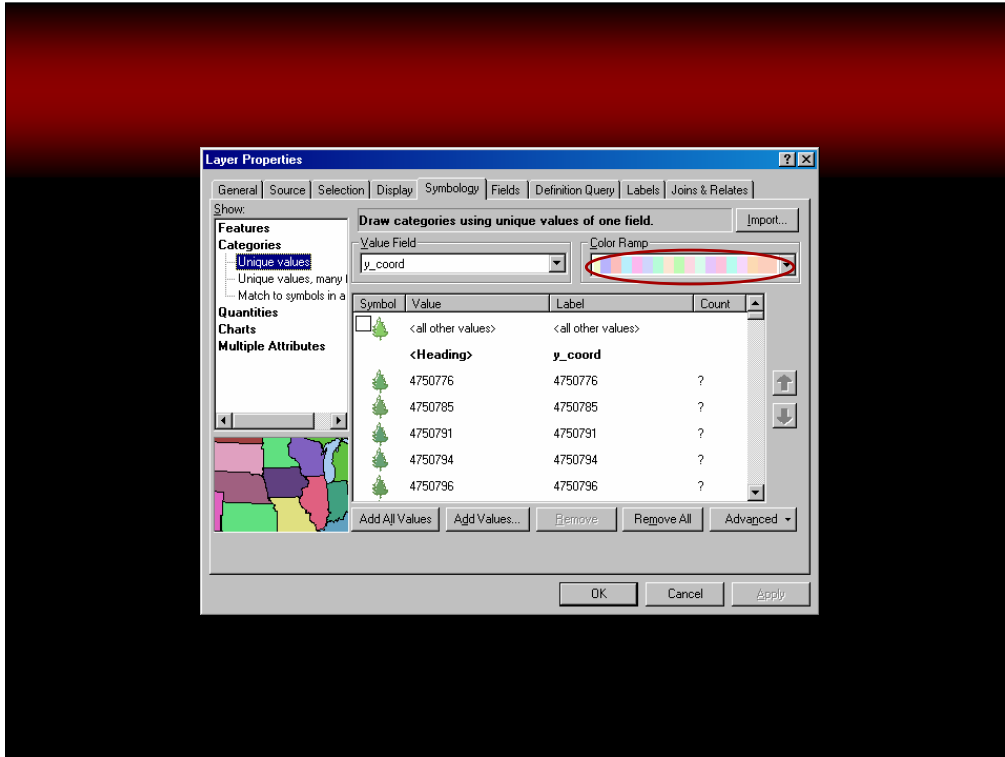 Layer Properties
General Source Selection Display Symbology Fields Definition Query Labels Joins & Relates
Show:
Features
Categories
Unique values
Unique values, many f
Match to symbols in a
Quantities
Charts
Multiple Attributes
Draw categories using unique values of one field.
Import...
Value Field
y_coord
Color Ramp
Symbol Value Label Count
<all other values> <all other values>
<Heading> y_coord
4750776 4750776 ?
4750785 4750785 ?
4750791 4750791 ?
4750794 4750794 ?
4750796 4750796 ?
Add All Values Add Values... Remove Remove All Advanced
OK Cancel Apply